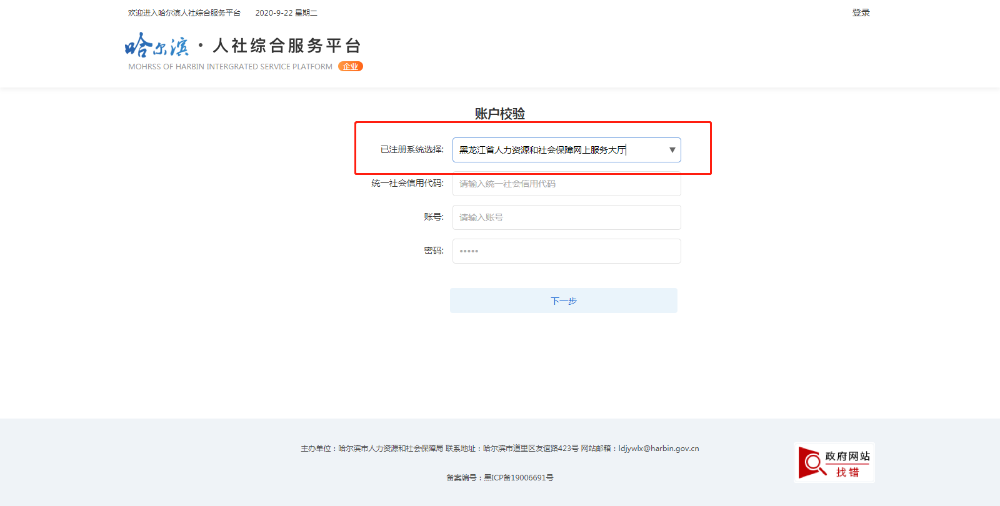 欢迎进入哈尔滨人社综合服务平台 2020-9-22 星期二 登录
哈尔滨·人社综合服务平台
MOHRSS OF HARBIN INTERGRATED SERVICE PLATFORM 企业
账户校验
已注册系统选择: 黑龙江省人力资源和社会保障网上服务大厅 ▼
统一社会信用代码: 请输入统一社会信用代码
账号: 请输入账号
密码: •••••
下一步
主办单位：哈尔滨市人力资源和社会保障局 联系地址：哈尔滨市道里区友谊路423号 网站邮箱：ldjywlx@harbin.gov.cn
政府网站
找错
备案编号：黑ICP备19006691号